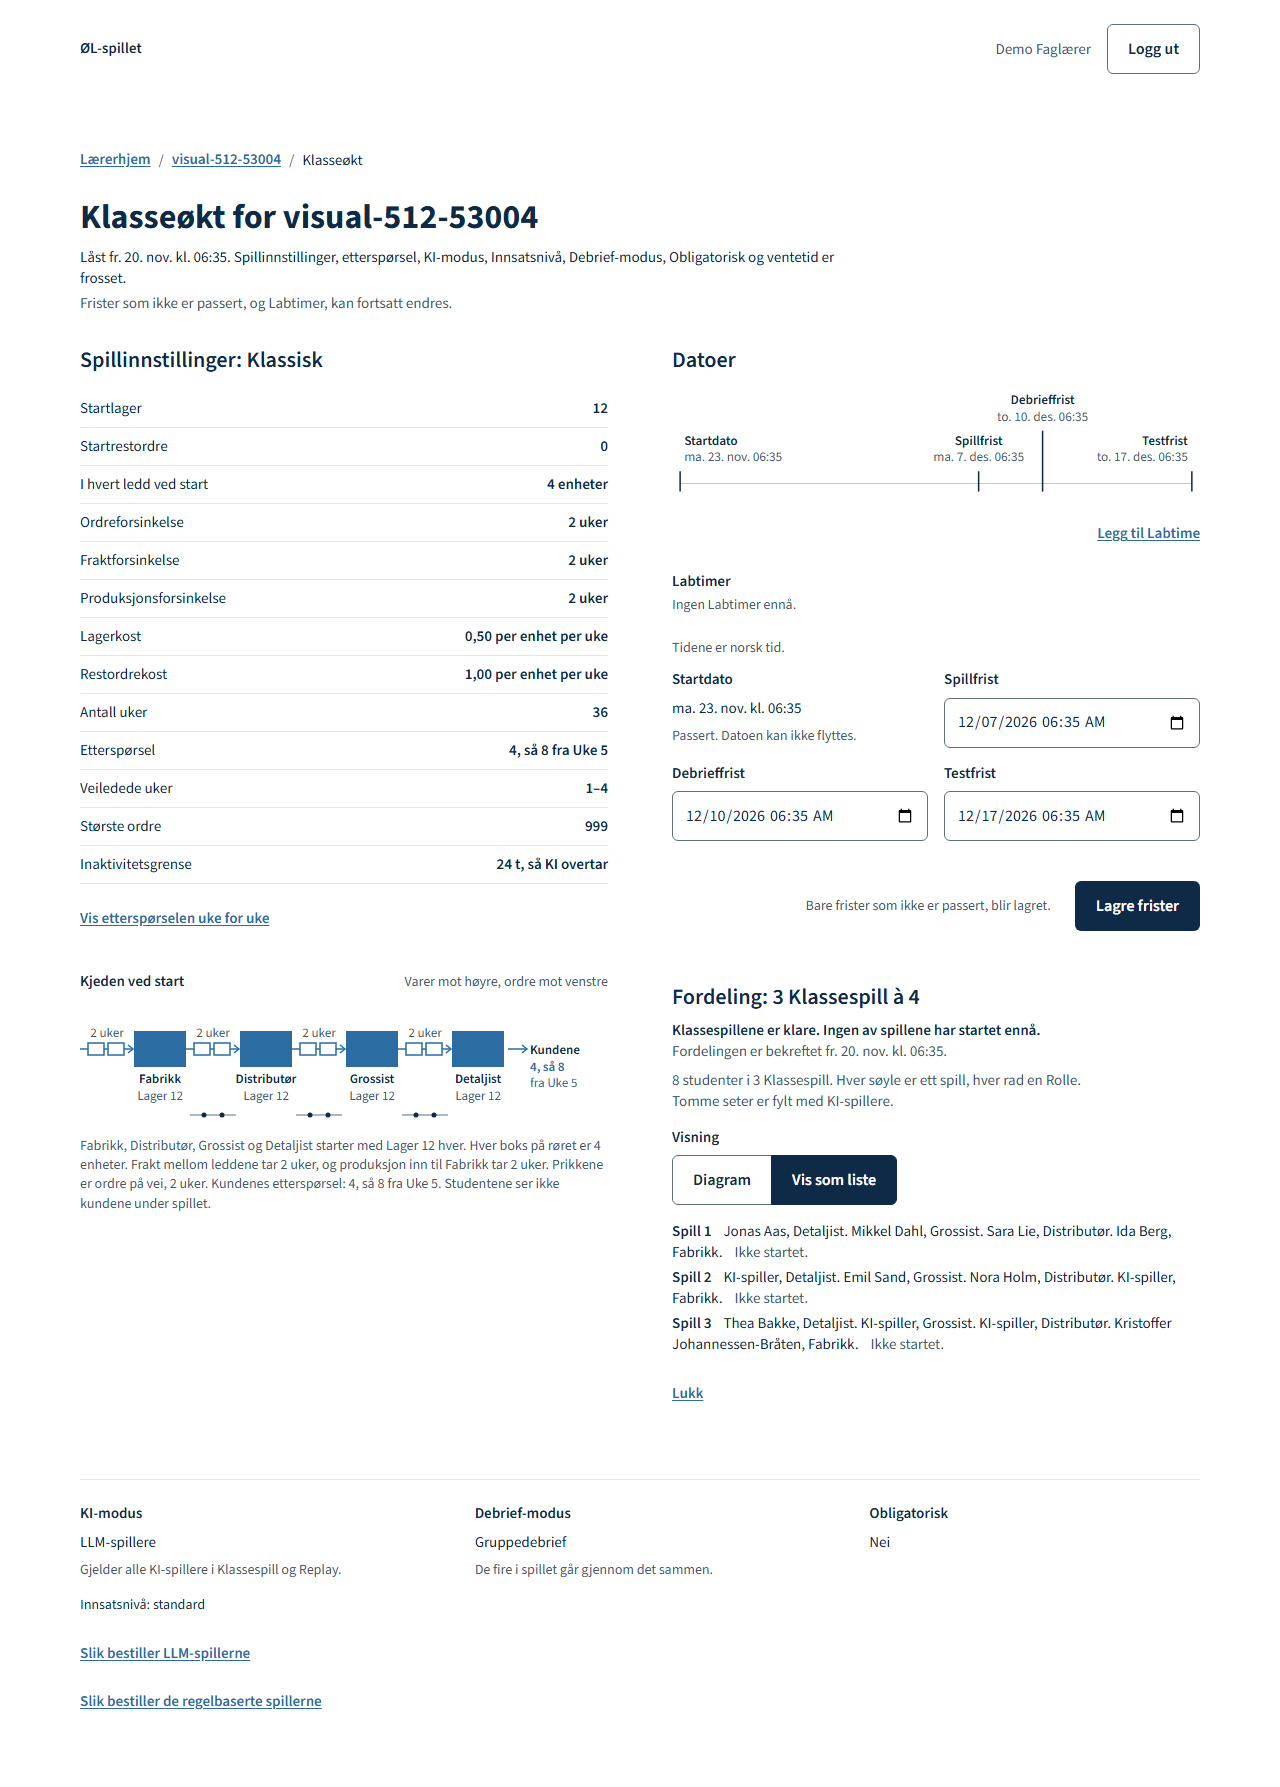 ØL-spillet
Demo Faglærer
Logg ut
Lærerhjem / visual-512-53004 / Klasseøkt
Klasseøkt for visual-512-53004
Låst fr. 20. nov. kl. 06:35. Spillinnstillinger, etterspørsel, KI-modus, Innsatsnivå, Debrief-modus, Obligatorisk og ventetid er
frosset.
Frister som ikke er passert, og Labtimer, kan fortsatt endres.
Spillinnstillinger: Klassisk
Startlager 12
Startrestordre 0
I hvert ledd ved start 4 enheter
Ordreforsinkelse 2 uker
Fraktforsinkelse 2 uker
Produksjonsforsinkelse 2 uker
Lagerkost 0,50 per enhet per uke
Restordrekost 1,00 per enhet per uke
Antall uker 36
Etterspørsel 4, så 8 fra Uke 5
Veiledede uker 1–4
Største ordre 999
Inaktivitetsgrense 24 t, så KI overtar
Vis etterspørselen uke for uke
Kjeden ved start
Varer mot høyre, ordre mot venstre
2 uker 2 uker 2 uker 2 uker
Kundene
4, så 8
fra Uke 5
Fabrikk Distributør Grossist Detaljist
Lager 12 Lager 12 Lager 12 Lager 12
Fabrikk, Distributør, Grossist og Detaljist starter med Lager 12 hver. Hver boks på røret er 4
enheter. Frakt mellom leddene tar 2 uker, og produksjon inn til Fabrikk tar 2 uker. Prikkene
er ordre på vei, 2 uker. Kundenes etterspørsel: 4, så 8 fra Uke 5. Studentene ser ikke
kundene under spillet.
Datoer
Debrieffrist
to. 10. des. 06:35
Startdato Spillfrist Testfrist
ma. 23. nov. 06:35 ma. 7. des. 06:35 to. 17. des. 06:35
Legg til Labtime
Labtimer
Ingen Labtimer ennå.
Tidene er norsk tid.
Startdato
ma. 23. nov. kl. 06:35
Passert. Datoen kan ikke flyttes.
Spillfrist
12/07/2026 06:35 AM
Debrieffrist
12/10/2026 06:35 AM
Testfrist
12/17/2026 06:35 AM
Bare frister som ikke er passert, blir lagret.
Lagre frister
Fordeling: 3 Klassespill à 4
Klassespillene er klare. Ingen av spillene har startet ennå.
Fordelingen er bekreftet fr. 20. nov. kl. 06:35.
8 studenter i 3 Klassespill. Hver søyle er ett spill, hver rad en Rolle.
Tomme seter er fylt med KI-spillere.
Visning
Diagram Vis som liste
Spill 1 Jonas Aas, Detaljist. Mikkel Dahl, Grossist. Sara Lie, Distributør. Ida Berg,
Fabrikk. Ikke startet.
Spill 2 KI-spiller, Detaljist. Emil Sand, Grossist. Nora Holm, Distributør. KI-spiller,
Fabrikk. Ikke startet.
Spill 3 Thea Bakke, Detaljist. KI-spiller, Grossist. KI-spiller, Distributør. Kristoffer
Johannessen-Bråten, Fabrikk. Ikke startet.
Lukk
KI-modus
LLM-spillere
Gjelder alle KI-spillere i Klassespill og Replay.
Innsatsnivå: standard
Slik bestiller LLM-spillerne
Slik bestiller de regelbaserte spillerne
Debrief-modus
Gruppedebrief
De fire i spillet går gjennom det sammen.
Obligatorisk
Nei